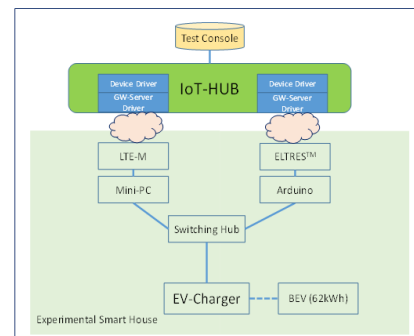 Test Console
Device Driver
GW-Server
Driver
IoT-HUB
Device Driver
GW-Server
Driver
LTE-M
ELTRES™
Mini-PC
Arduino
Switching Hub
EV-Charger
BEV (62kWh)
Experimental Smart House